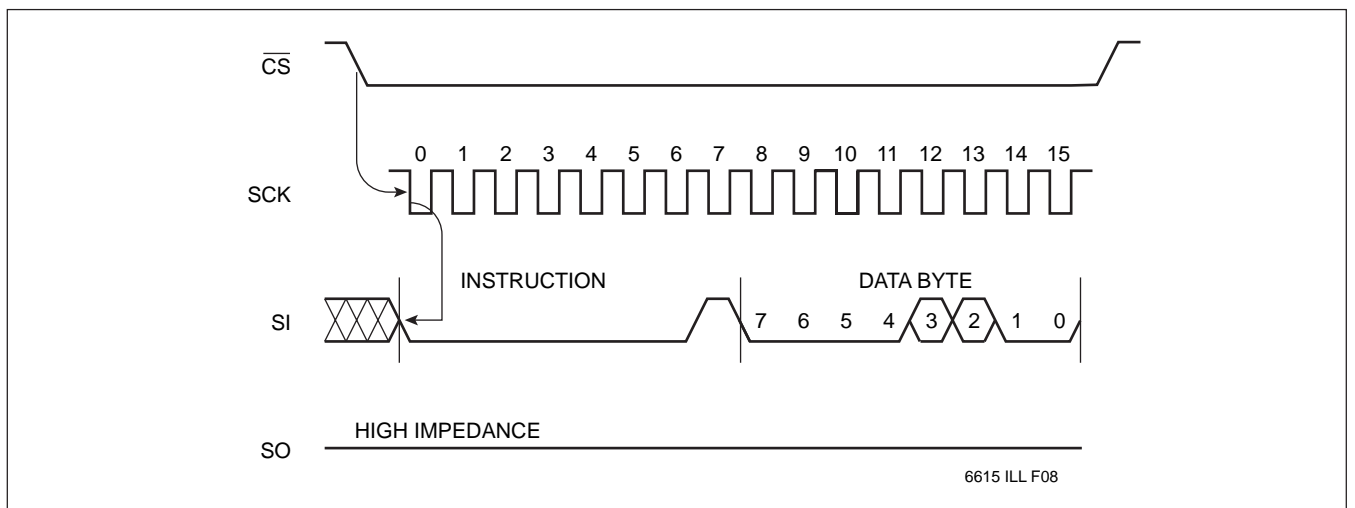 CS
0 1 2 3 4 5 6 7 8 9 10 11 12 13 14 15
SCK
INSTRUCTION DATA BYTE
SI 7 6 5 4 3 2 1 0
HIGH IMPEDANCE
SO
6615 ILL F08